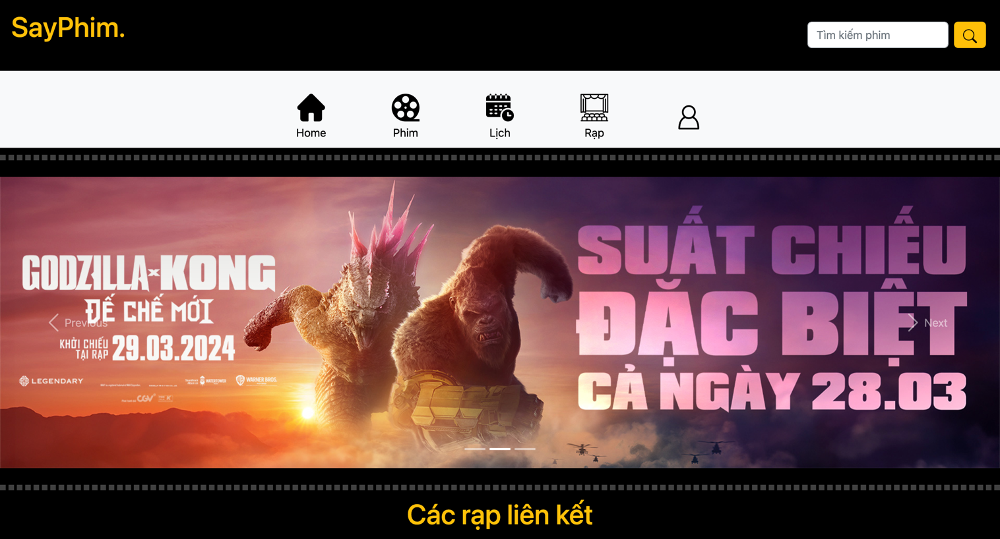 SayPhim.
Tìm kiếm phim
Home
Phim
Lịch
Rạp
GODZILLA x KONG
ĐẾ CHẾ MỚI
Previous
KHỞI CHIẾU
TẠI RẠP 29.03.2024
LEGENDARY
WATERTOWER
WARNER BROS.
CGV
K
SUẤT CHIẾU
ĐẶC BIỆT
CẢ NGÀY 28.03
Next
Các rạp liên kết